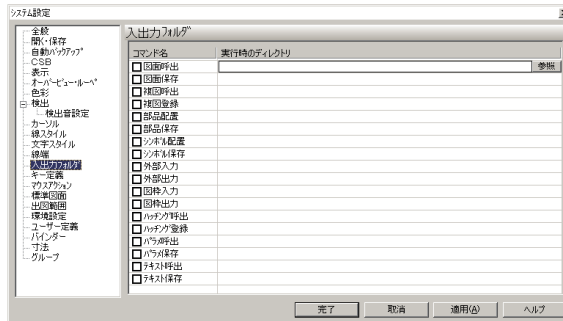 システム設定
全般
開く・保存
自動バックアップ
CSB
表示
オーバービュー・ルーペ
色彩
検出
検出音設定
カーソル
線スタイル
文字スタイル
線端
入出力フォルダ
キー定義
マウスアクション
標準図面
出図範囲
環境設定
ユーザー定義
バインダー
寸法
グループ
入出力フォルダ
コマンド名 実行時のディレクトリ
図面呼出 参照
図面保存
複図呼出
複図登録
部品配置
部品保存
シンボル配置
シンボル保存
外部入力
外部出力
図枠入力
図枠出力
ハッチング呼出
ハッチング登録
パラメ呼出
パラメ保存
テキスト呼出
テキスト保存
完了 取消 適用(A) ヘルプ